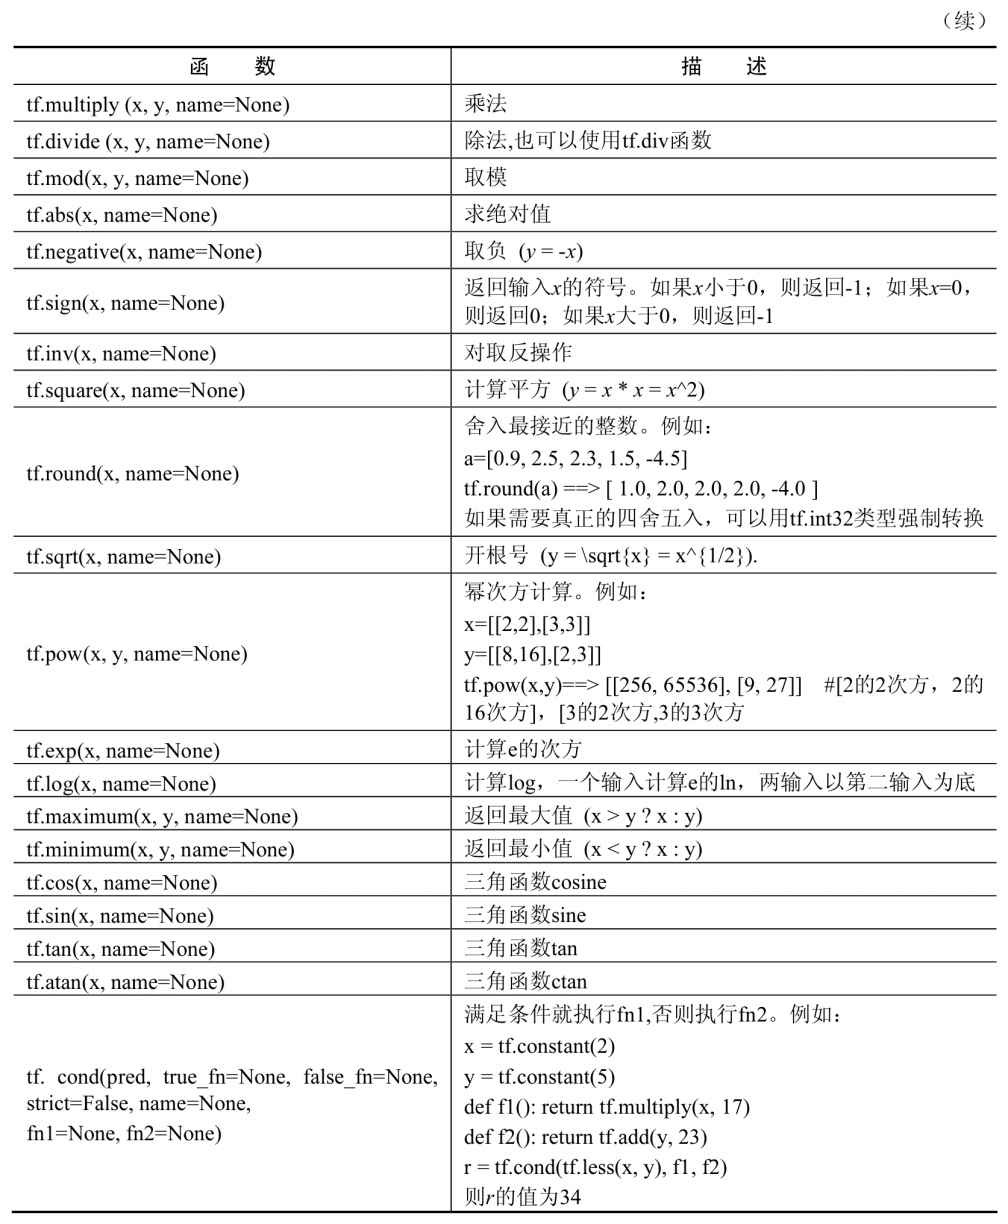 （续）
函 数 描 述
tf.multiply (x, y, name=None) 乘法
tf.divide (x, y, name=None) 除法,也可以使用tf.div函数
tf.mod(x, y, name=None) 取模
tf.abs(x, name=None) 求绝对值
tf.negative(x, name=None) 取负 (y = -x)
tf.sign(x, name=None)
返回输入x的符号。如果x小于0，则返回-1；如果x=0，
则返回0；如果x大于0，则返回-1
tf.inv(x, name=None) 对取反操作
tf.square(x, name=None) 计算平方 (y = x * x = x^2)
tf.round(x, name=None)
舍入最接近的整数。例如：
a=[0.9, 2.5, 2.3, 1.5, -4.5]
tf.round(a) ==> [ 1.0, 2.0, 2.0, 2.0, -4.0 ]
如果需要真正的四舍五入，可以用tf.int32类型强制转换
tf.sqrt(x, name=None) 开根号 (y = \sqrt{x} = x^{1/2}).
tf.pow(x, y, name=None)
幂次方计算。例如：
x=[[2,2],[3,3]]
y=[[8,16],[2,3]]
tf.pow(x,y)==> [[256, 65536], [9, 27]] #[2的2次方，2的
16次方]，[3的2次方,3的3次方
tf.exp(x, name=None) 计算e的次方
tf.log(x, name=None) 计算log，一个输入计算e的ln，两输入以第二输入为底
tf.maximum(x, y, name=None) 返回最大值 (x > y ? x : y)
tf.minimum(x, y, name=None) 返回最小值 (x < y ? x : y)
tf.cos(x, name=None) 三角函数cosine
tf.sin(x, name=None) 三角函数sine
tf.tan(x, name=None) 三角函数tan
tf.atan(x, name=None) 三角函数ctan
tf. cond(pred, true_fn=None, false_fn=None,
strict=False, name=None,
fn1=None, fn2=None)
满足条件就执行fn1,否则执行fn2。例如：
x = tf.constant(2)
y = tf.constant(5)
def f1(): return tf.multiply(x, 17)
def f2(): return tf.add(y, 23)
r = tf.cond(tf.less(x, y), f1, f2)
则r的值为34